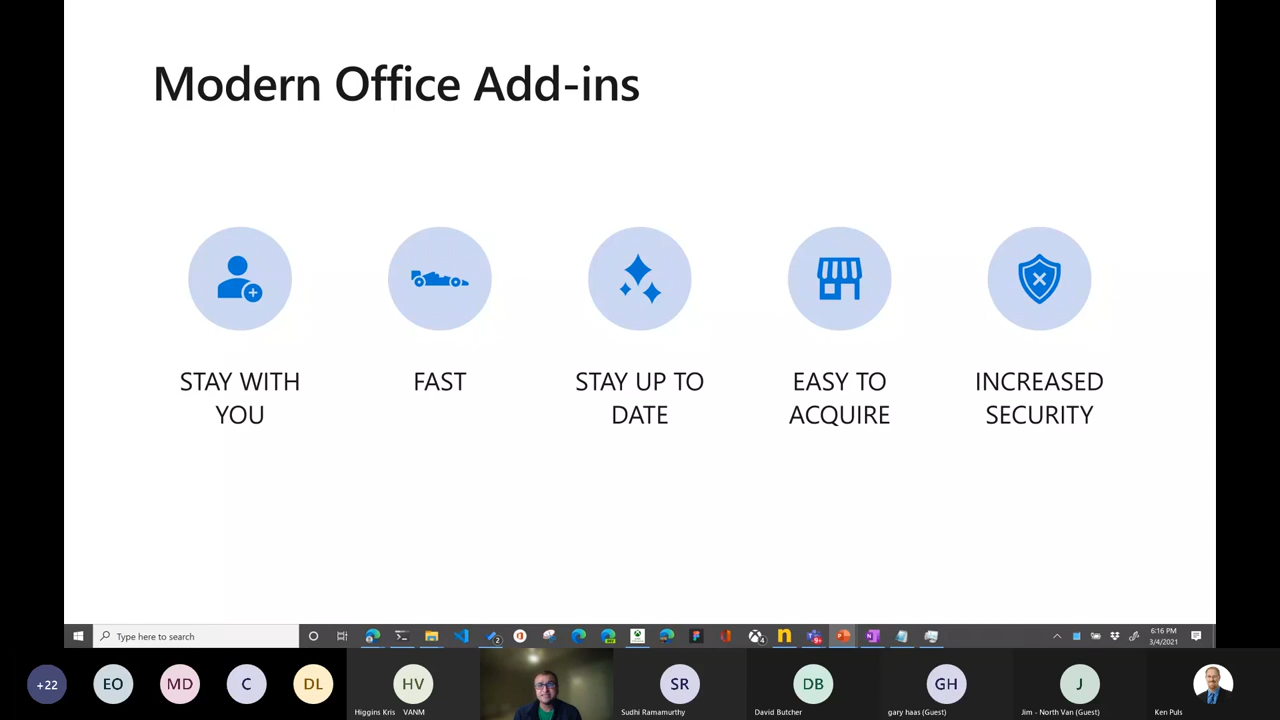 Modern Office Add-ins
STAY WITH
YOU
FAST
STAY UP TO
DATE
EASY TO
ACQUIRE
INCREASED
SECURITY
Type here to search
6:16 PM
3/4/2021
+22
EO
MD
C
DL
HV
Higgins Kris VANM
SR
Sudhi Ramamurthy
DB
David Butcher
GH
gary haas (Guest)
J
Jim - North Van (Guest)
Ken Puls